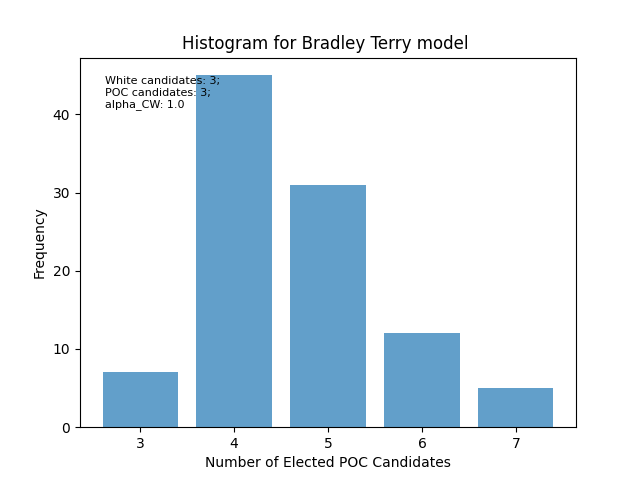 Histogram for Bradley Terry model
White candidates: 3;
POC candidates: 3;
alpha_CW: 1.0
Frequency
40
30
20
10
0
3 4 5 6 7
Number of Elected POC Candidates